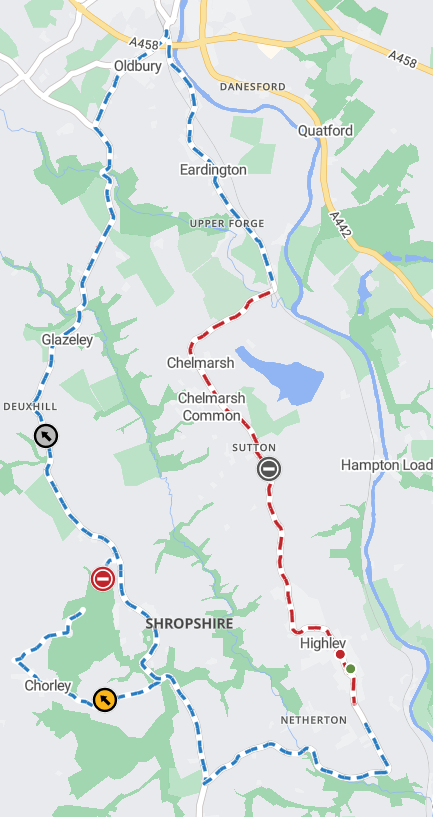 A458
Oldbury
A458
DANESFORD
Quatford
Eardington
A442
UPPER FORGE
Glazeley
Chelmarsh
Chelmarsh
Common
DEUXHILL
SUTTON
Hampton Load
SHROPSHIRE
Highley
Chorley
NETHERTON